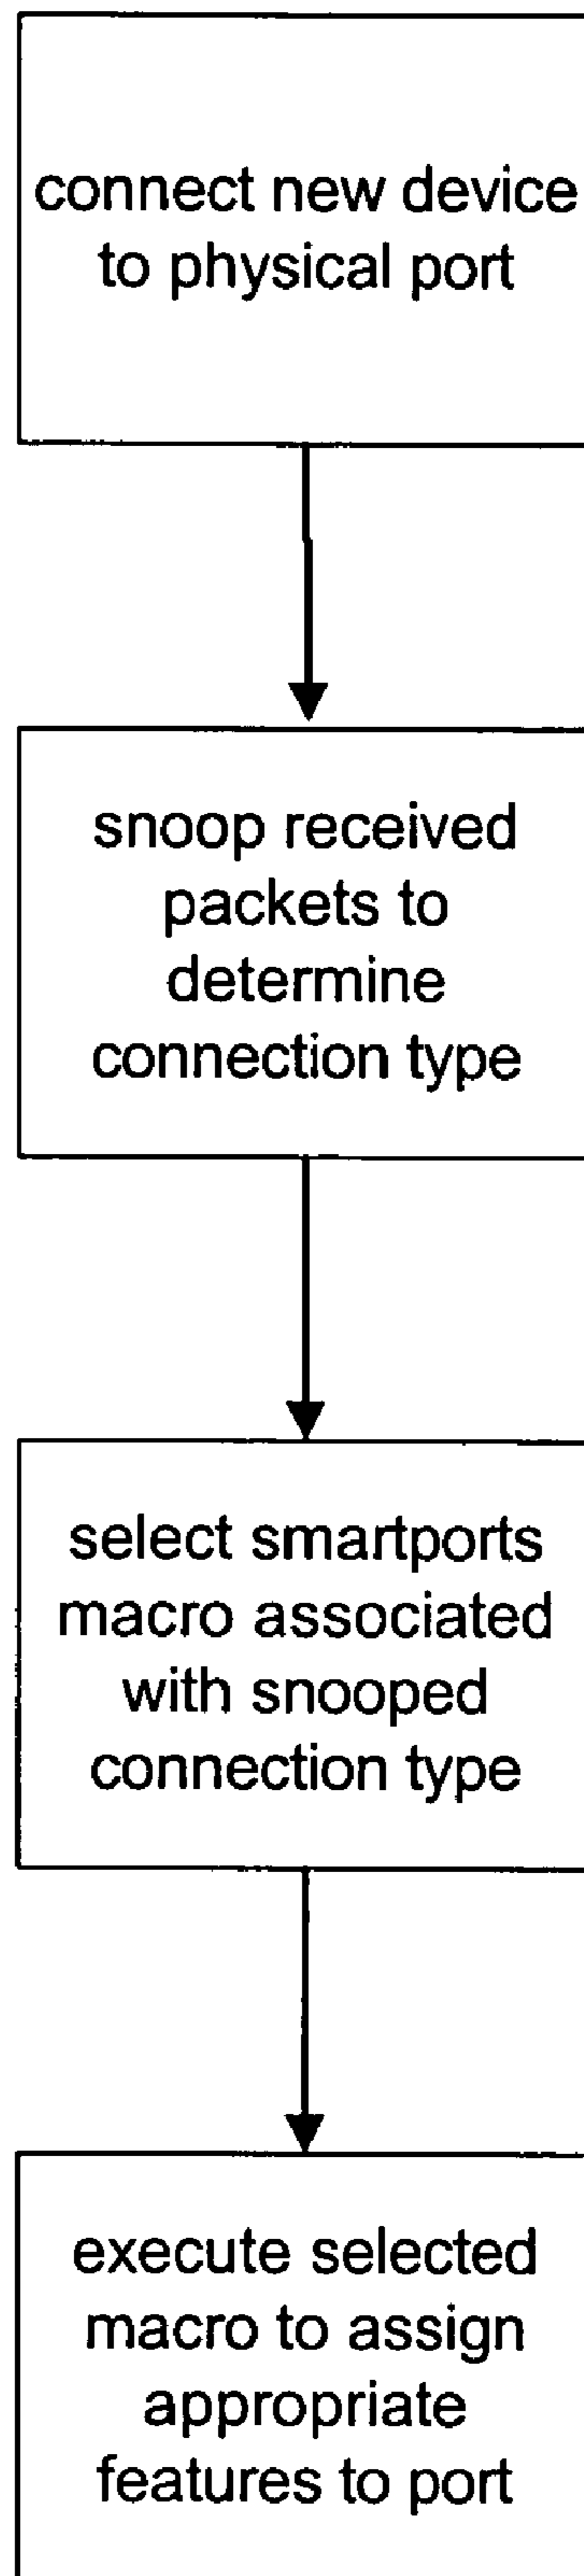 connect new device
to physical port
snoop received
packets to
determine
connection type
select smartports
macro associated
with snooped
connection type
execute selected
macro to assign
appropriate
features to port